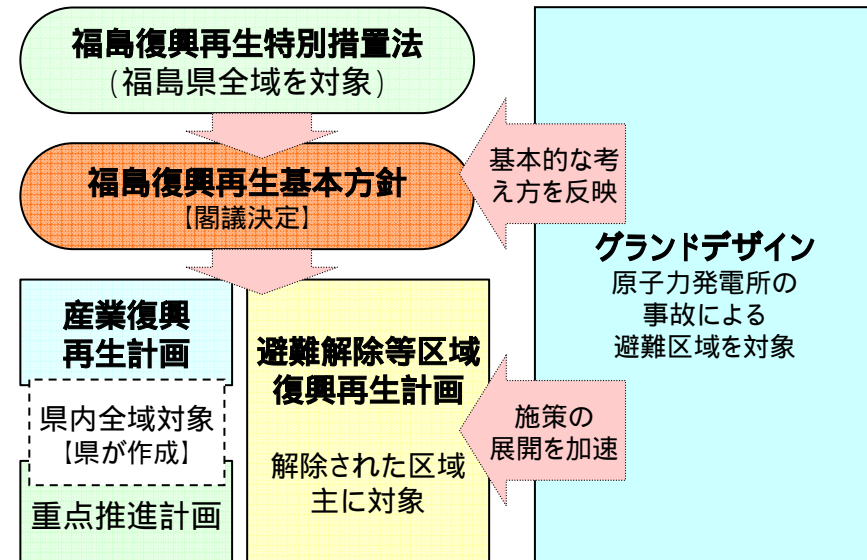 福島復興再生特別措置法
(福島県全域を対象)
福島復興再生基本方針
【閣議決定】
基本的な考
え方を反映
グランドデザイン
原子力発電所の
事故による
避難区域を対象
産業復興
再生計画
県内全域対象
【県が作成】
重点推進計画
避難解除等区域
復興再生計画
解除された区域
主に対象
施策の
展開を加速